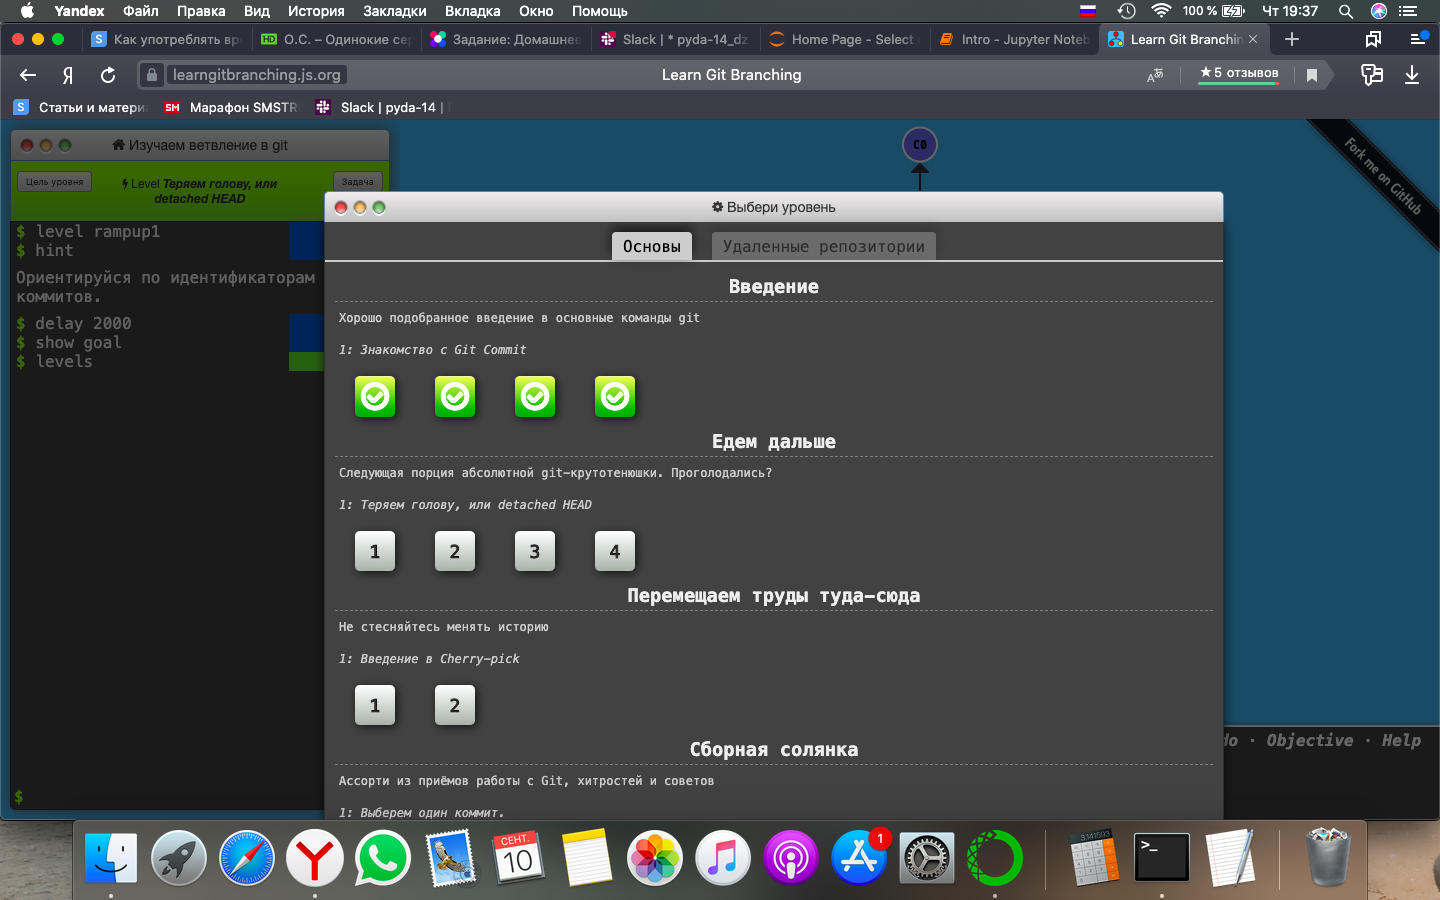 Yandex Файл Правка Вид История Закладки Вкладка Окно Помощь 100 % Чт 19:37
Как употреблять вре О.С. – Одинокие сер Задание: Домашнее Slack | * pyda-14_dz Home Page - Select Intro - Jupyter Noteb Learn Git Branchin
Я learngitbranching.js.org Learn Git Branching ★5 отзывов
Статьи и матери SM Марафон SMSTR Slack | pyda-14 |
Изучаем ветвление в git
C0
Fork me on GitHub
Цель уровня
Level Теряем голову, или
detached HEAD
Задача
$ level rampup1
$ hint
Ориентируйся по идентификаторам
коммитов.
$ delay 2000
$ show goal
$ levels
$
Выбери уровень
Основы Удаленные репозитории
Введение
Хорошо подобранное введение в основные команды git
1: Знакомство с Git Commit
Едем дальше
Следующая порция абсолютной git-крутотенюшки. Проголодались?
1: Теряем голову, или detached HEAD
1 2 3 4
Перемещаем труды туда-сюда
Не стесняйтесь менять историю
1: Введение в Cherry-pick
1 2
Сборная солянка
Ассорти из приёмов работы с Git, хитростей и советов
1: Выберем один коммит.
do · Objective · Help
СЕНТ.
10
1
3.141593
>_